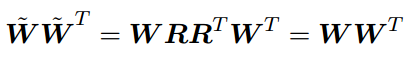 W̃W̃ᵀ = WRRᵀWᵀ = WWᵀ